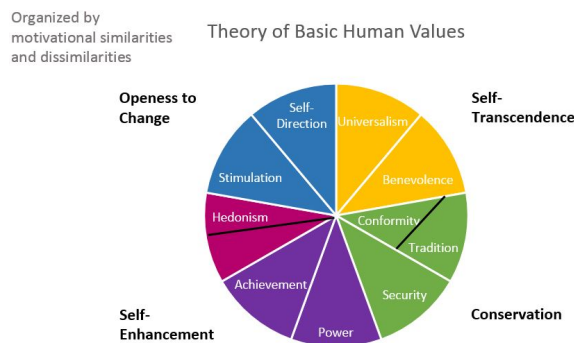 Organized by
motivational similarities
and dissimilarities
Theory of Basic Human Values
Openess to
Change
Self-
Transcendence
Self-
Direction
Universalism
Stimulation
Benevolence
Hedonism
Conformity
Tradition
Achievement
Security
Power
Self-
Enhancement
Conservation